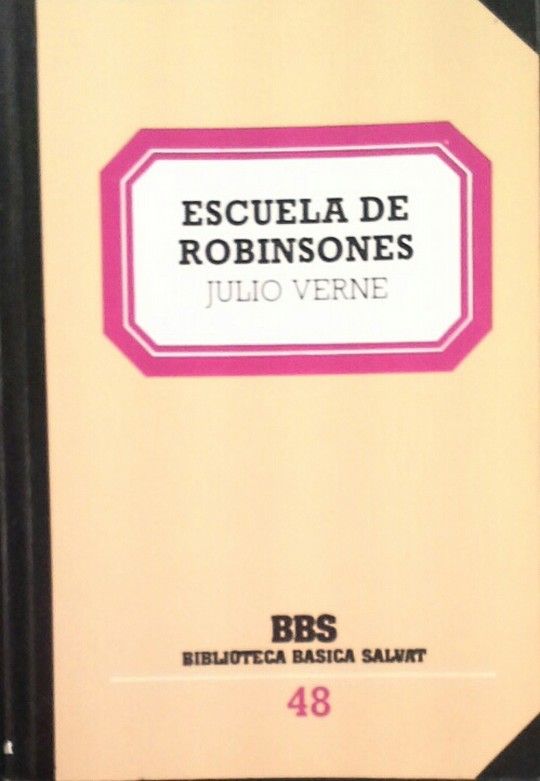 ESCUELA DE
ROBINSONES
JULIO VERNE
BBS
BIBLIOTECA BASICA SALVAT
48